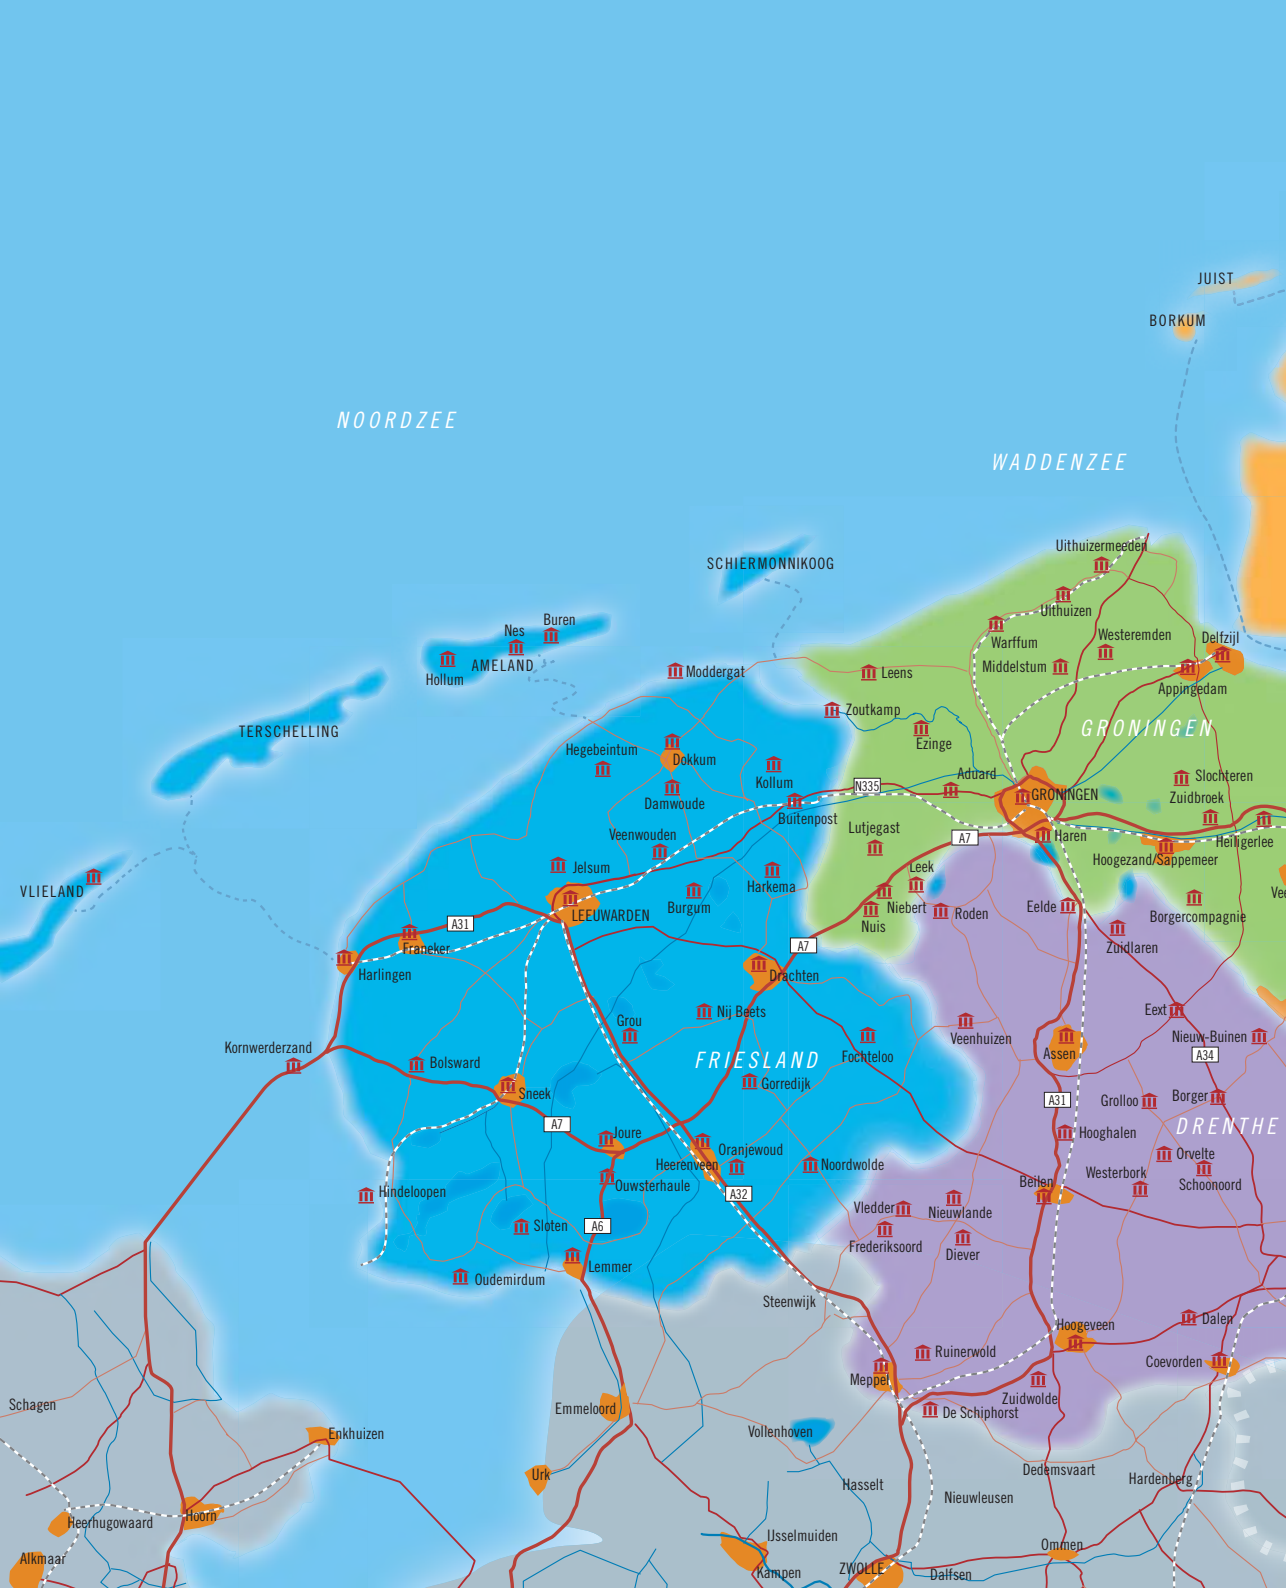 JUIST
BORKUM
NOORDZEE
WADDENZEE
SCHIERMONNIKOOG
Uithuizermeeden
Uithuizen
Buren
Nes
Warffum
Westeremden
Delfzijl
AMELAND
Hollum
Moddergat
Leens
Middelstum
Appingedam
Zoutkamp
TERSCHELLING
GRONINGEN
Ezinge
Hegebeintum
Dokkum
Kollum
Aduard
Slochteren
N335
GRONINGEN
Zuidbroek
Damwoude
Buitenpost
Lutjegast
A7
Haren
Veenwouden
Heiligerlee
Hoogezand/Sappemeer
Jelsum
Leek
Harkema
VLIELAND
Vee
Burgum
Niebert
Roden
Eelde
LEEUWARDEN
Borgercompagnie
A31
Nuis
Franeker
A7
Zuidlaren
Harlingen
Drachten
Nij Beets
Eext
Grou
Veenhuizen
Nieuw-Buinen
Kornwerderzand
Fochteloo
Assen
A34
FRIESLAND
Bolsward
Gorredijk
Sneek
A31
Grolloo
Borger
A7
DRENTHE
Joure
Hooghalen
Oranjewoud
Orvelte
Heerenveen
Noordwolde
Westerbork
Ouwsterhaule
Beilen
Schoonoord
Hindeloopen
A32
Vledder
Nieuwlande
Sloten
A6
Frederiksoord
Diever
Lemmer
Oudemirdum
Steenwijk
Hoogeveen
Dalen
Ruinerwold
Coevorden
Meppel
Zuidwolde
Schagen
Emmeloord
De Schiphorst
Enkhuizen
Vollenhoven
Urk
Dedemsvaart
Hasselt
Hardenberg
Nieuwleusen
Hoorn
Heerhugowaard
IJsselmuiden
Ommen
Alkmaar
ZWOLLE
Kampen
Dalfsen